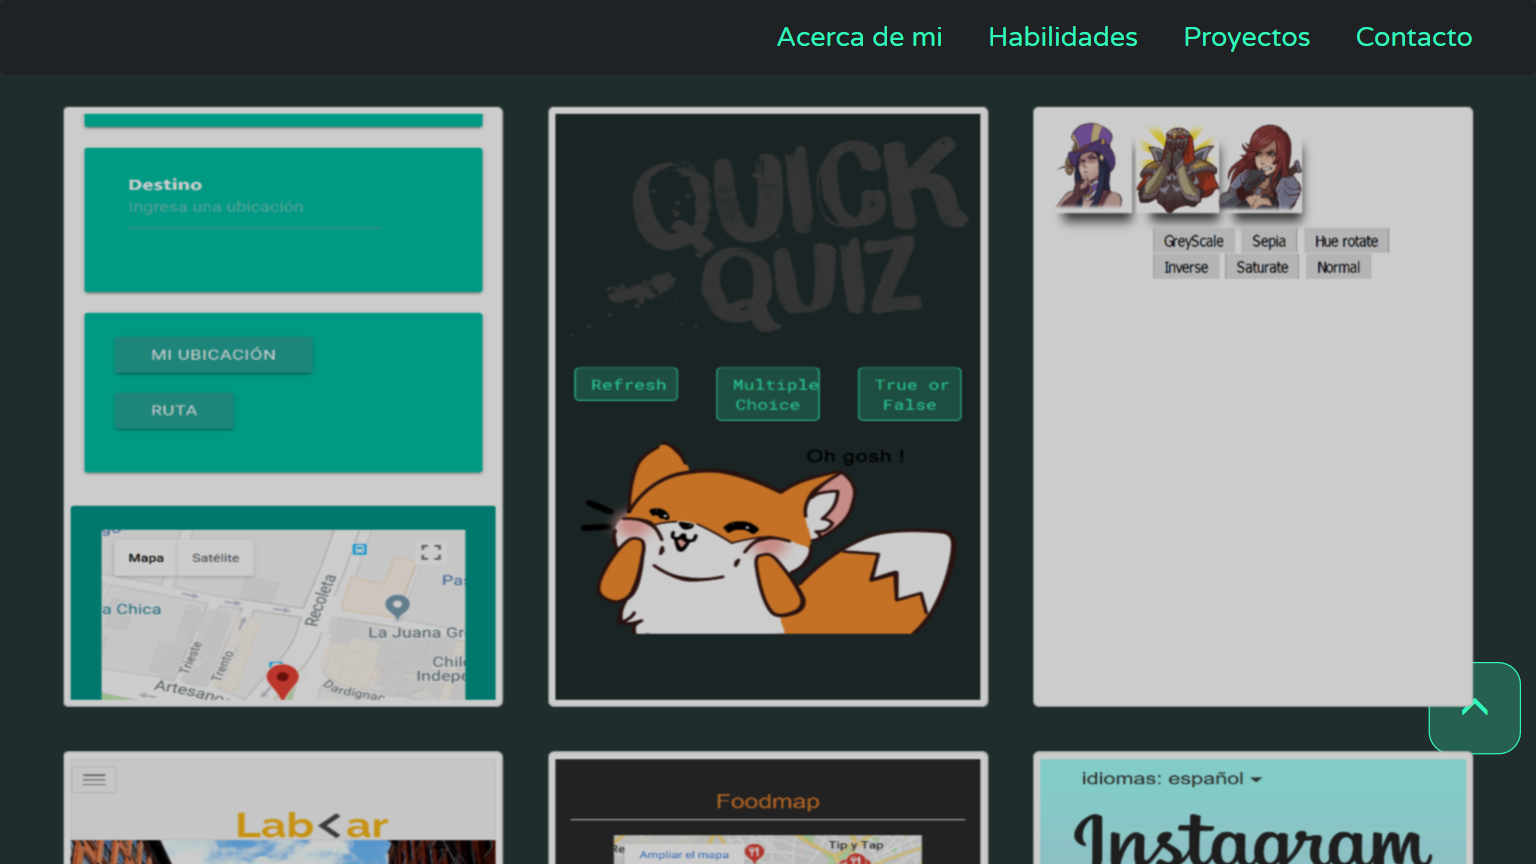 Acerca de mi Habilidades Proyectos Contacto
Destino
Ingresa una ubicación
MI UBICACIÓN
RUTA
Mapa Satélite
a Chica
Recoleta
La Juana Gr
Trieste
Trento
Chile
Indepe
Artesano
Dardignac
QUICK
QUIZ
Refresh
Multiple
Choice
True or
False
Oh gosh !
GreyScale Sepia Hue rotate
Inverse Saturate Normal
Lab<ar
Foodmap
Tip y Tap
Ampliar el mapa
idiomas: español
Instagram